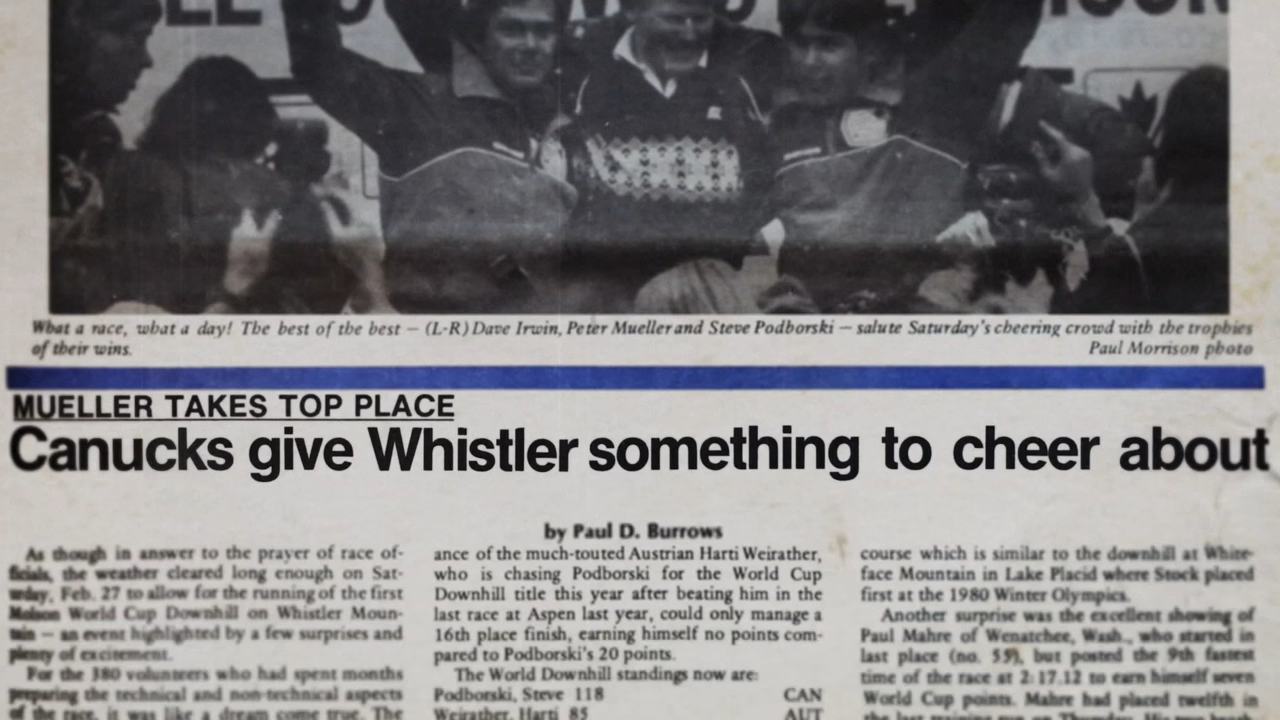 What a race, what a day! The best of the best — (L-R) Dave Irwin, Peter Mueller and Steve Podborski — salute Saturday's cheering crowd with the trophies
of their wins.
Paul Morrison photo
MUELLER TAKES TOP PLACE
Canucks give Whistler something to cheer about
by Paul D. Burrows
As though in answer to the prayer of race of-
ficials, the weather cleared long enough on Sat-
urday, Feb. 27 to allow for the running of the first
Molson World Cup Downhill on Whistler Moun-
tain — an event highlighted by a few surprises and
plenty of excitement.
For the 380 volunteers who had spent months
preparing the technical and non-technical aspects
of the race, it was like a dream come true. The
ance of the much-touted Austrian Harti Weirather,
who is chasing Podborski for the World Cup
Downhill title this year after beating him in the
last race at Aspen last year, could only manage a
16th place finish, earning himself no points com-
pared to Podborski's 20 points.
The World Downhill standings now are:
Podborski, Steve 118 CAN
Weirather, Harti 85 AUT
course which is similar to the downhill at White-
face Mountain in Lake Placid where Stock placed
first at the 1980 Winter Olympics.
Another surprise was the excellent showing of
Paul Mahre of Wenatchee, Wash., who started in
last place (no. 55), but posted the 9th fastest
time of the race at 2:17.12 to earn himself seven
World Cup points. Mahre had placed twelfth in